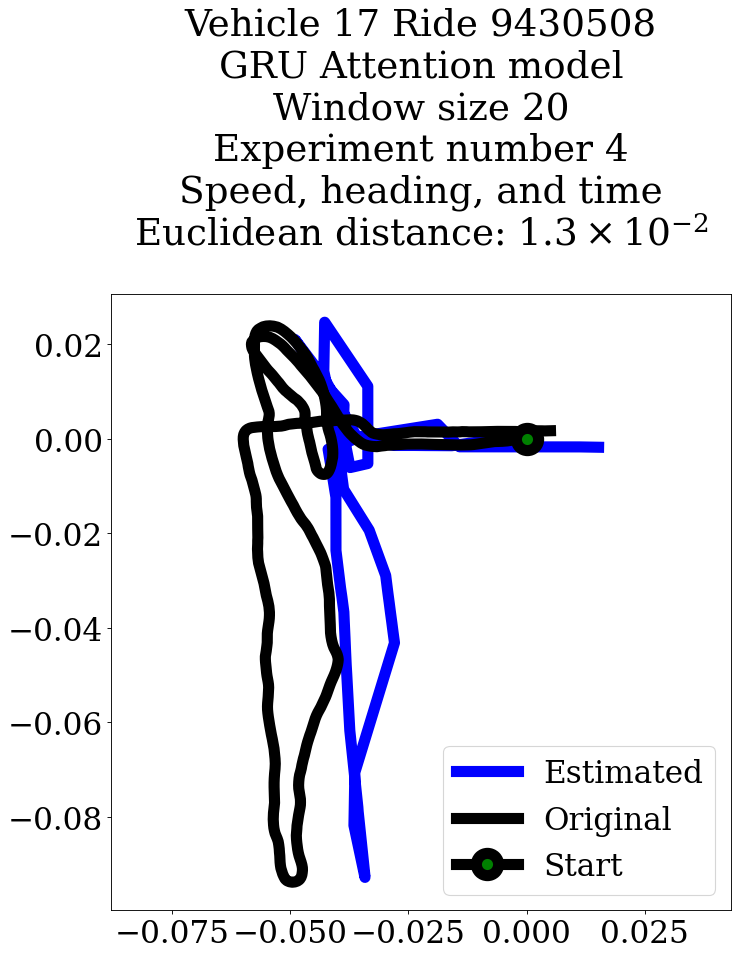 Vehicle 17 Ride 9430508
GRU Attention model
Window size 20
Experiment number 4
Speed, heading, and time
Euclidean distance: 1.3 × 10⁻²
0.02
0.00
−0.02
−0.04
−0.06
−0.08
Estimated
Original
Start
−0.075 −0.050 −0.025 0.000 0.025